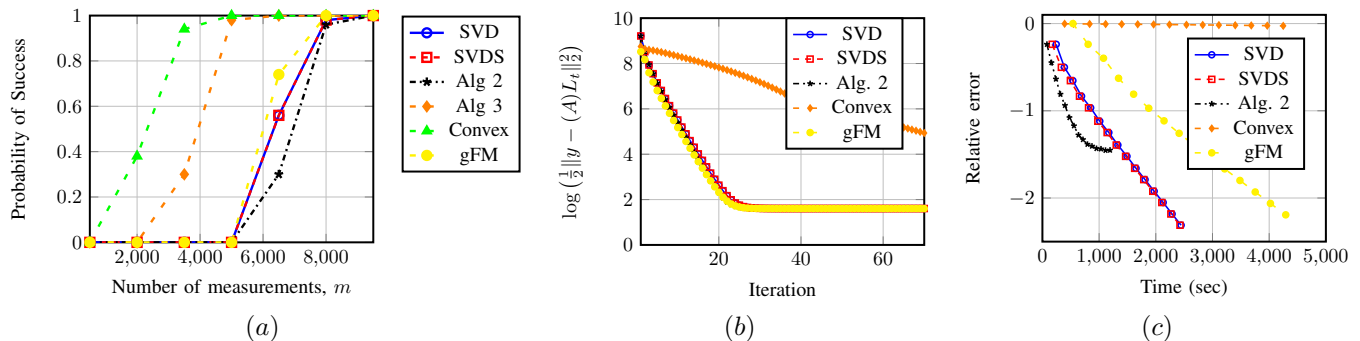 Probability of Success
1
0.8
0.6
0.4
0.2
0
2,000 4,000 6,000 8,000
Number of measurements, m
SVD
SVDS
Alg 2
Alg 3
Convex
gFM
(a)
log (½‖y − (A)L_t‖²₂)
10
8
6
4
2
0
20 40 60
Iteration
SVD
SVDS
Alg. 2
Convex
gFM
(b)
Relative error
0
−1
−2
0 1,000 2,000 3,000 4,000 5,000
Time (sec)
SVD
SVDS
Alg. 2
Convex
gFM
(c)